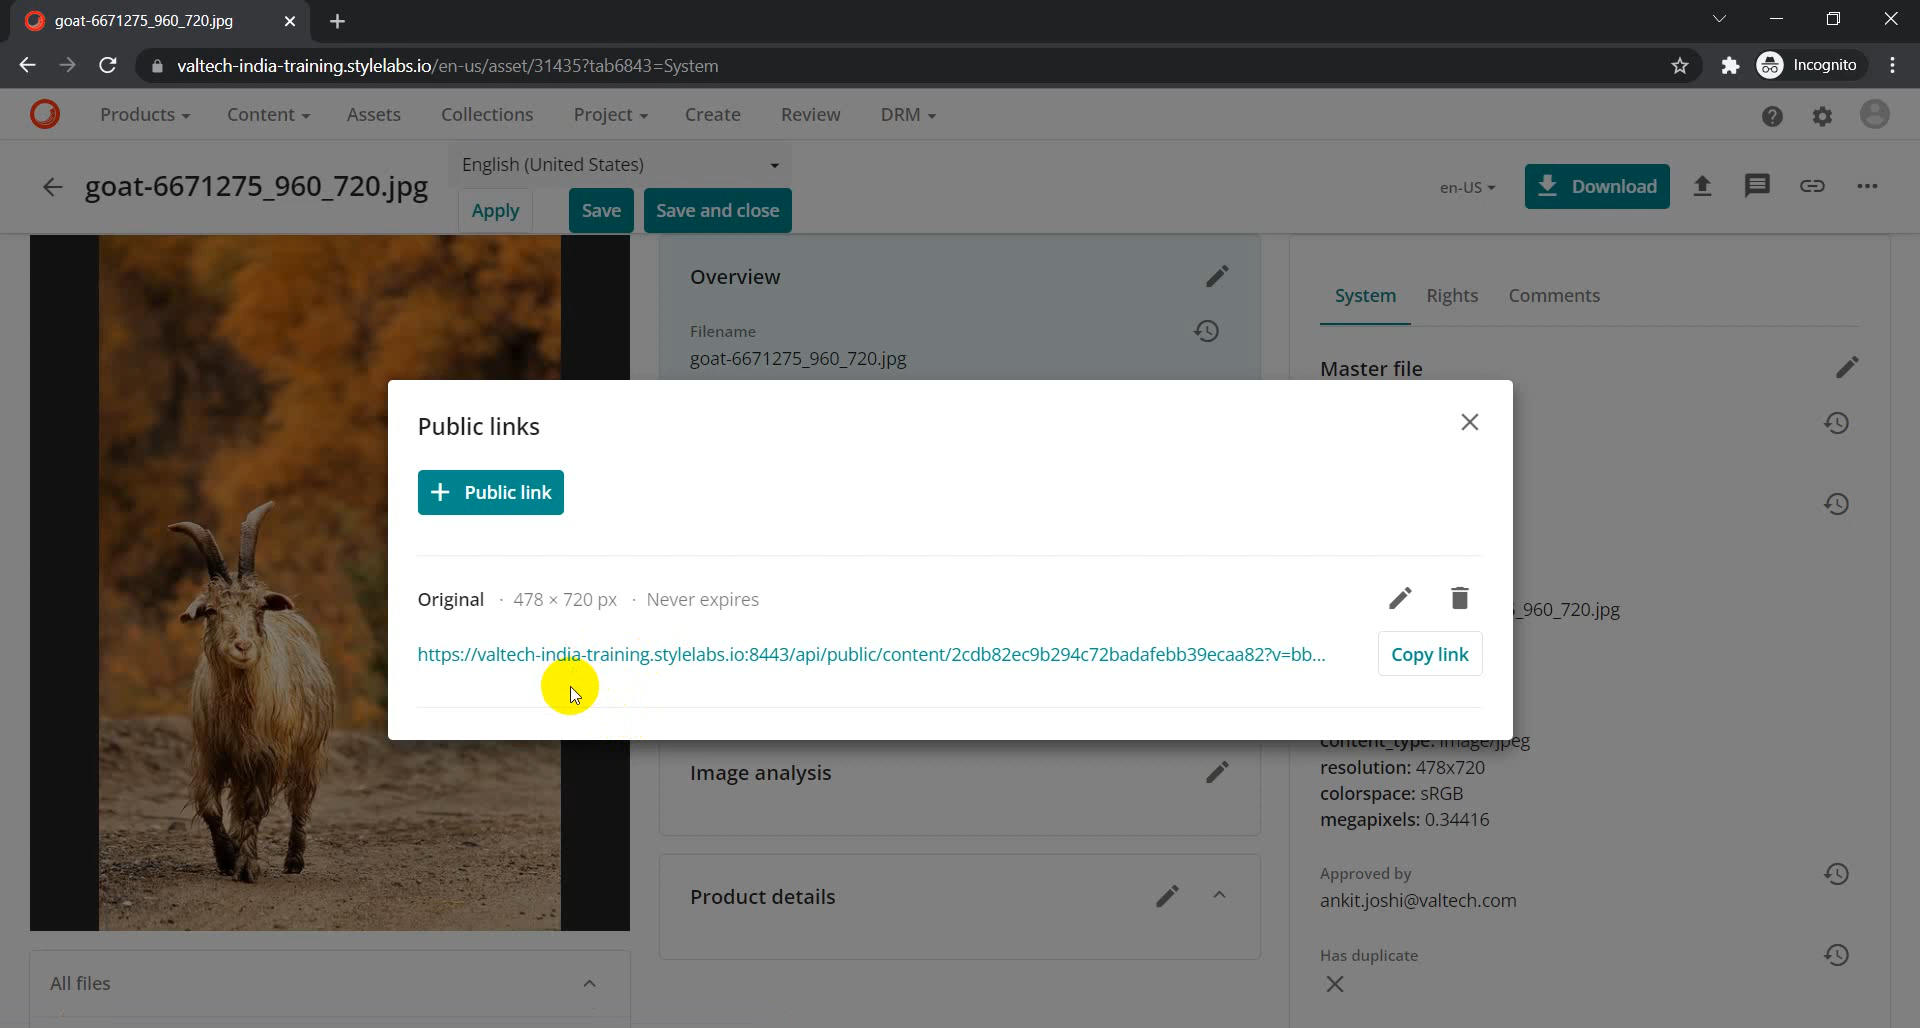 goat-6671275_960_720.jpg
valtech-india-training.stylelabs.io/en-us/asset/31435?tab6843=System
Incognito
Products
Content
Assets
Collections
Project
Create
Review
DRM
goat-6671275_960_720.jpg
English (United States)
Apply
Save
Save and close
en-US
Download
Overview
Filename
goat-6671275_960_720.jpg
System
Rights
Comments
Master file
Public links
Public link
Original · 478 × 720 px · Never expires
https://valtech-india-training.stylelabs.io:8443/api/public/content/2cdb82ec9b294c72badafebb39ecaa82?v=bb...
Copy link
_960_720.jpg
content_type: image/jpeg
resolution: 478x720
colorspace: sRGB
megapixels: 0.34416
Image analysis
Product details
Approved by
ankit.joshi@valtech.com
Has duplicate
All files